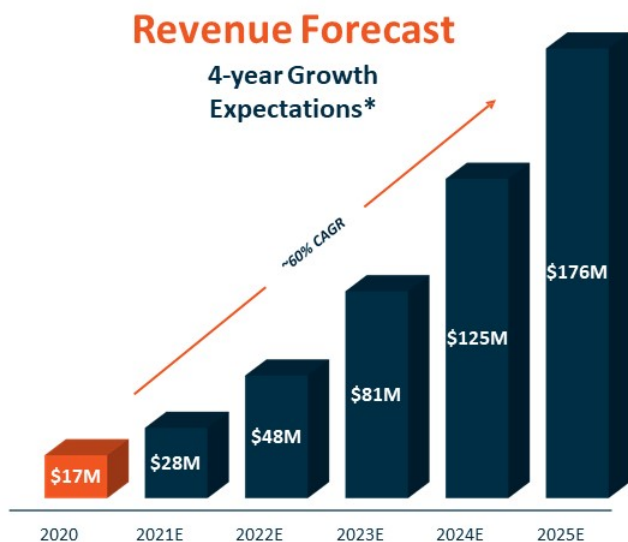 Revenue Forecast
4-year Growth
Expectations*
~60% CAGR
$176M
$125M
$81M
$48M
$28M
$17M
2020 2021E 2022E 2023E 2024E 2025E